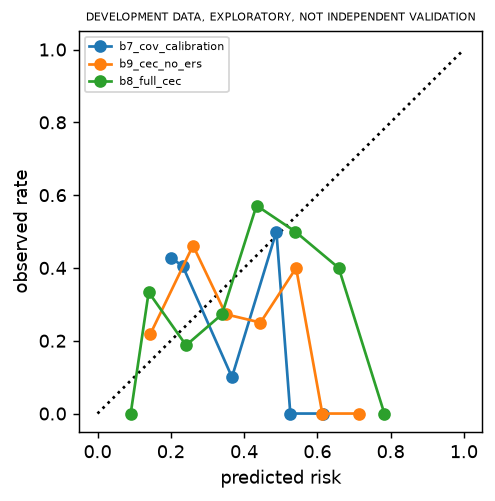 DEVELOPMENT DATA, EXPLORATORY, NOT INDEPENDENT VALIDATION
b7_cov_calibration
b9_cec_no_ers
b8_full_cec
1.0
0.8
0.6
0.4
0.2
0.0
observed rate
0.0 0.2 0.4 0.6 0.8 1.0
predicted risk